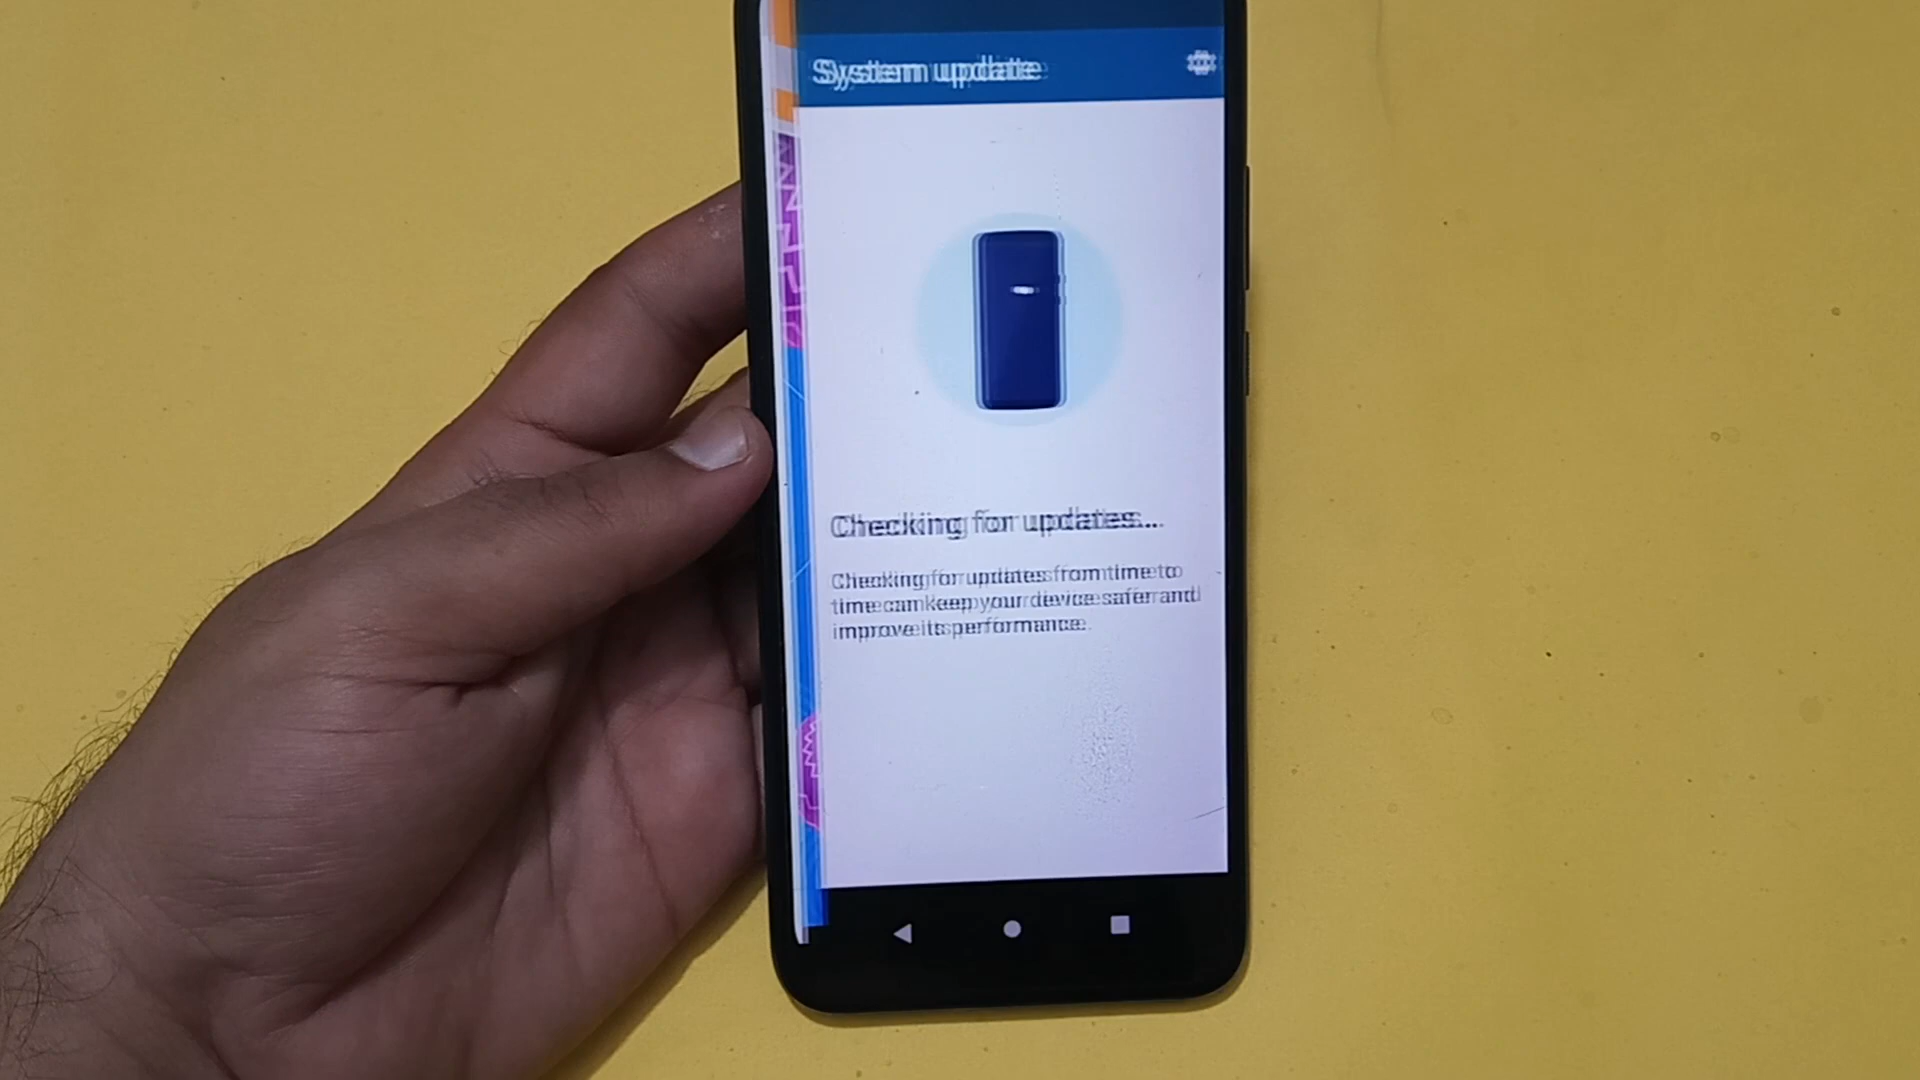 System update
Checking for updates...
Checking for updates from time to
time can keep your device safer and
improve its performance.